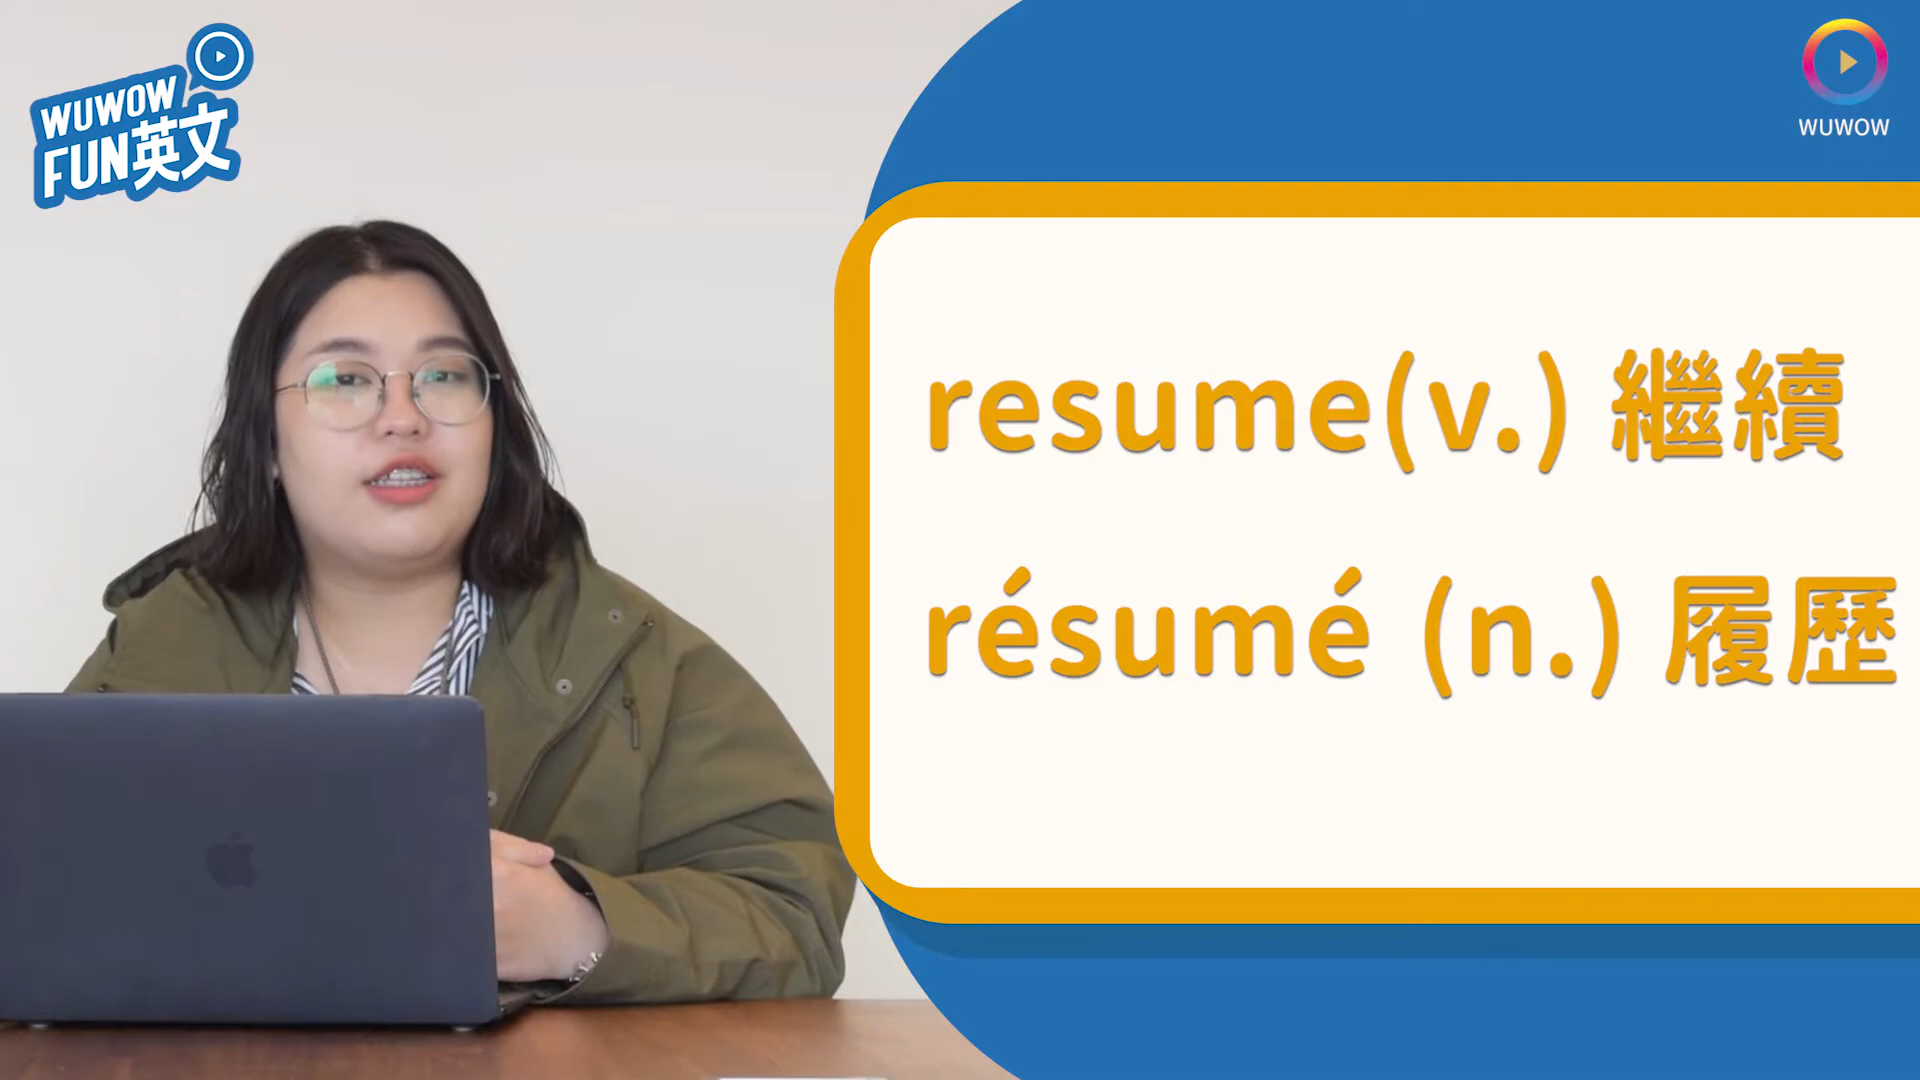 WUWOW
FUN英文
WUWOW
resume(v.) 繼續
résumé (n.) 履歷